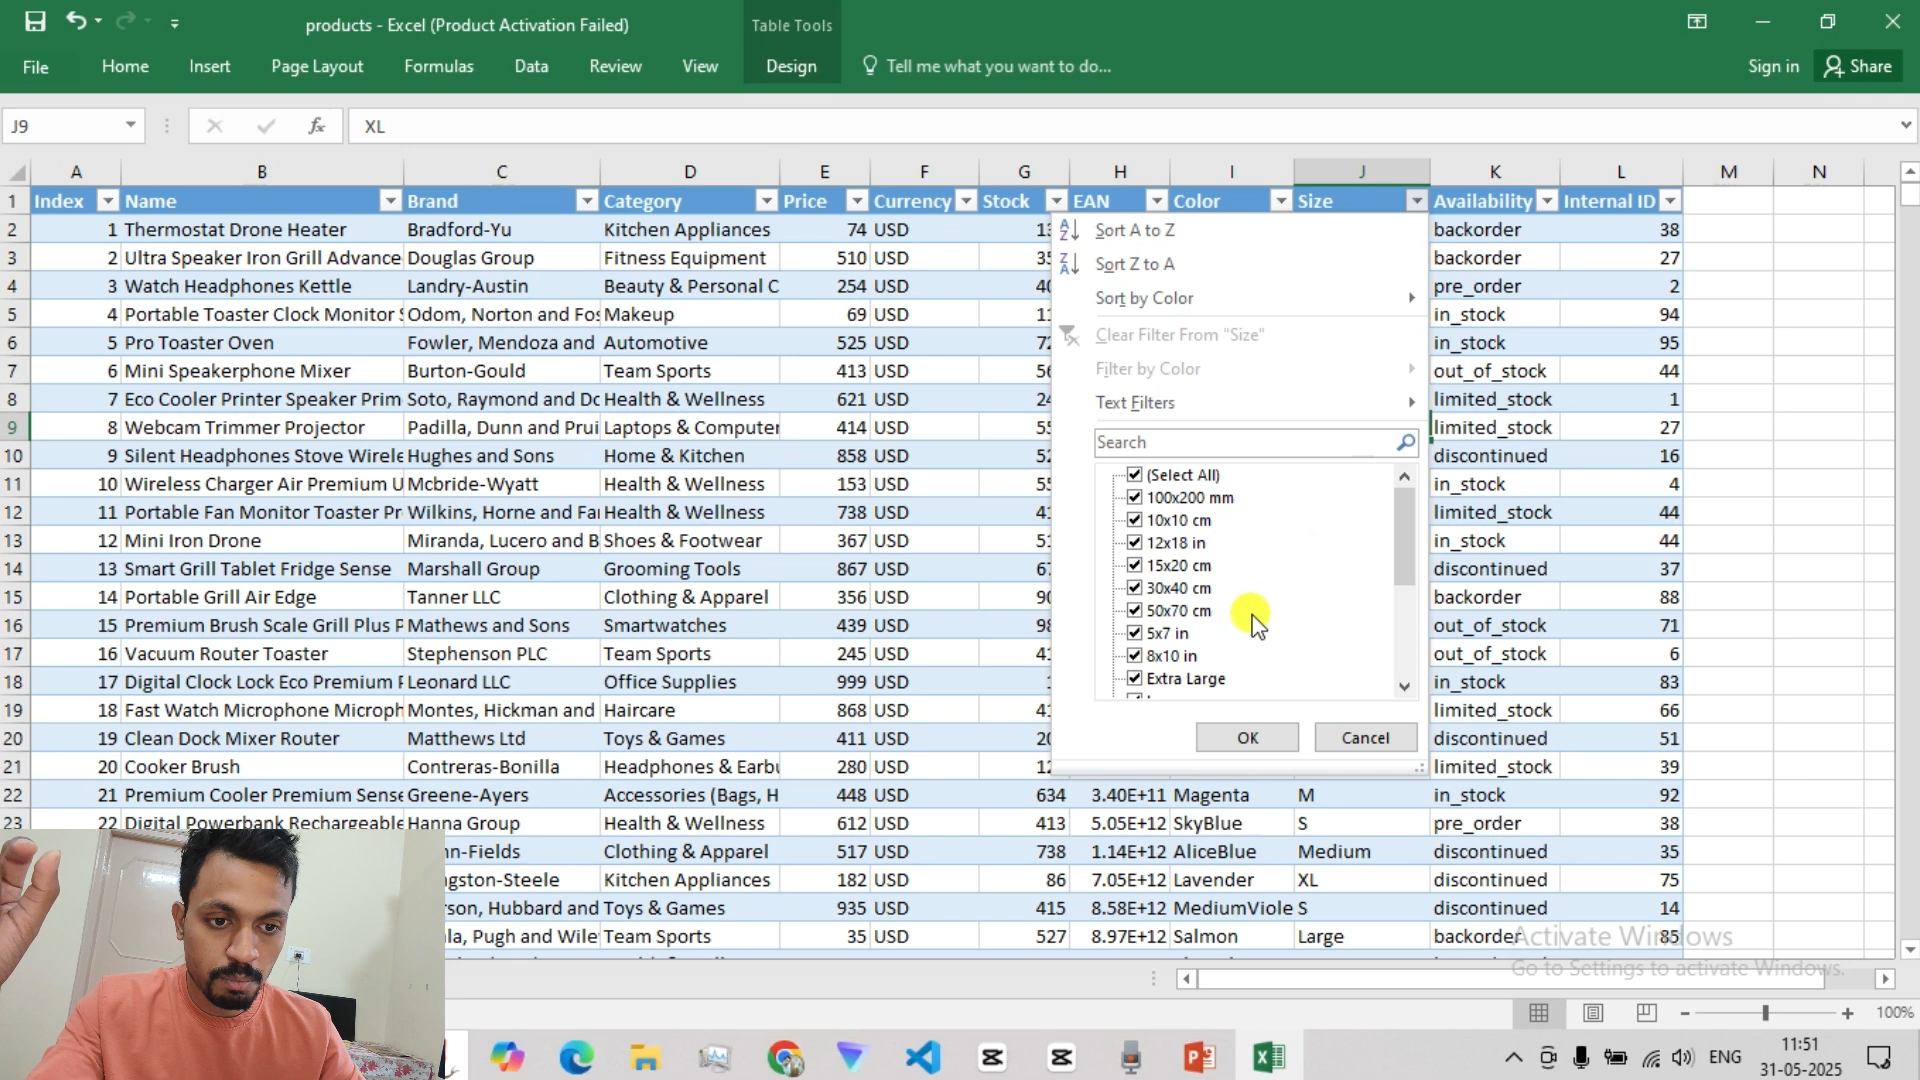 products - Excel (Product Activation Failed)
Table Tools
File Home Insert Page Layout Formulas Data Review View Design Tell me what you want to do... Sign in Share
J9 fx XL
A B C D E F G H I J K L M N
1 Index Name Brand Category Price Currency Stock EAN Color Size Availability Internal ID
2 1 Thermostat Drone Heater Bradford-Yu Kitchen Appliances 74 USD backorder 38
3 2 Ultra Speaker Iron Grill Advance Douglas Group Fitness Equipment 510 USD backorder 27
4 3 Watch Headphones Kettle Landry-Austin Beauty & Personal C 254 USD pre_order 2
5 4 Portable Toaster Clock Monitor Odom, Norton and Fos Makeup 69 USD in_stock 94
6 5 Pro Toaster Oven Fowler, Mendoza and Automotive 525 USD in_stock 95
7 6 Mini Speakerphone Mixer Burton-Gould Team Sports 413 USD out_of_stock 44
8 7 Eco Cooler Printer Speaker Prim Soto, Raymond and Do Health & Wellness 621 USD limited_stock 1
9 8 Webcam Trimmer Projector Padilla, Dunn and Prui Laptops & Computer 414 USD limited_stock 27
10 9 Silent Headphones Stove Wirele Hughes and Sons Home & Kitchen 858 USD discontinued 16
11 10 Wireless Charger Air Premium U Mcbride-Wyatt Health & Wellness 153 USD in_stock 4
12 11 Portable Fan Monitor Toaster Pr Wilkins, Horne and Fa Health & Wellness 738 USD limited_stock 44
13 12 Mini Iron Drone Miranda, Lucero and B Shoes & Footwear 367 USD in_stock 44
14 13 Smart Grill Tablet Fridge Sense Marshall Group Grooming Tools 867 USD discontinued 37
15 14 Portable Grill Air Edge Tanner LLC Clothing & Apparel 356 USD backorder 88
16 15 Premium Brush Scale Grill Plus P Mathews and Sons Smartwatches 439 USD out_of_stock 71
17 16 Vacuum Router Toaster Stephenson PLC Team Sports 245 USD out_of_stock 6
18 17 Digital Clock Lock Eco Premium Leonard LLC Office Supplies 999 USD in_stock 83
19 18 Fast Watch Microphone Microph Montes, Hickman and Haircare 868 USD limited_stock 66
20 19 Clean Dock Mixer Router Matthews Ltd Toys & Games 411 USD discontinued 51
21 20 Cooker Brush Contreras-Bonilla Headphones & Earbu 280 USD limited_stock 39
22 21 Premium Cooler Premium Sense Greene-Ayers Accessories (Bags, H 448 USD 634 3.40E+11 Magenta M in_stock 92
23 22 Digital Powerbank Rechargeable Hanna Group Health & Wellness 612 USD 413 5.05E+12 SkyBlue S pre_order 38
nn-Fields Clothing & Apparel 517 USD 738 1.14E+12 AliceBlue Medium discontinued 35
gston-Steele Kitchen Appliances 182 USD 86 7.05E+12 Lavender XL discontinued 75
rson, Hubbard and Toys & Games 935 USD 415 8.58E+12 MediumViole S discontinued 14
la, Pugh and Wile Team Sports 35 USD 527 8.97E+12 Salmon Large backorder 85
Sort A to Z
Sort Z to A
Sort by Color
Clear Filter From "Size"
Filter by Color
Text Filters
Search
(Select All)
100x200 mm
10x10 cm
12x18 in
15x20 cm
30x40 cm
50x70 cm
5x7 in
8x10 in
Extra Large
OK Cancel
Activate Windows
Go to Settings to activate Windows.
100%
ENG
11:51
31-05-2025